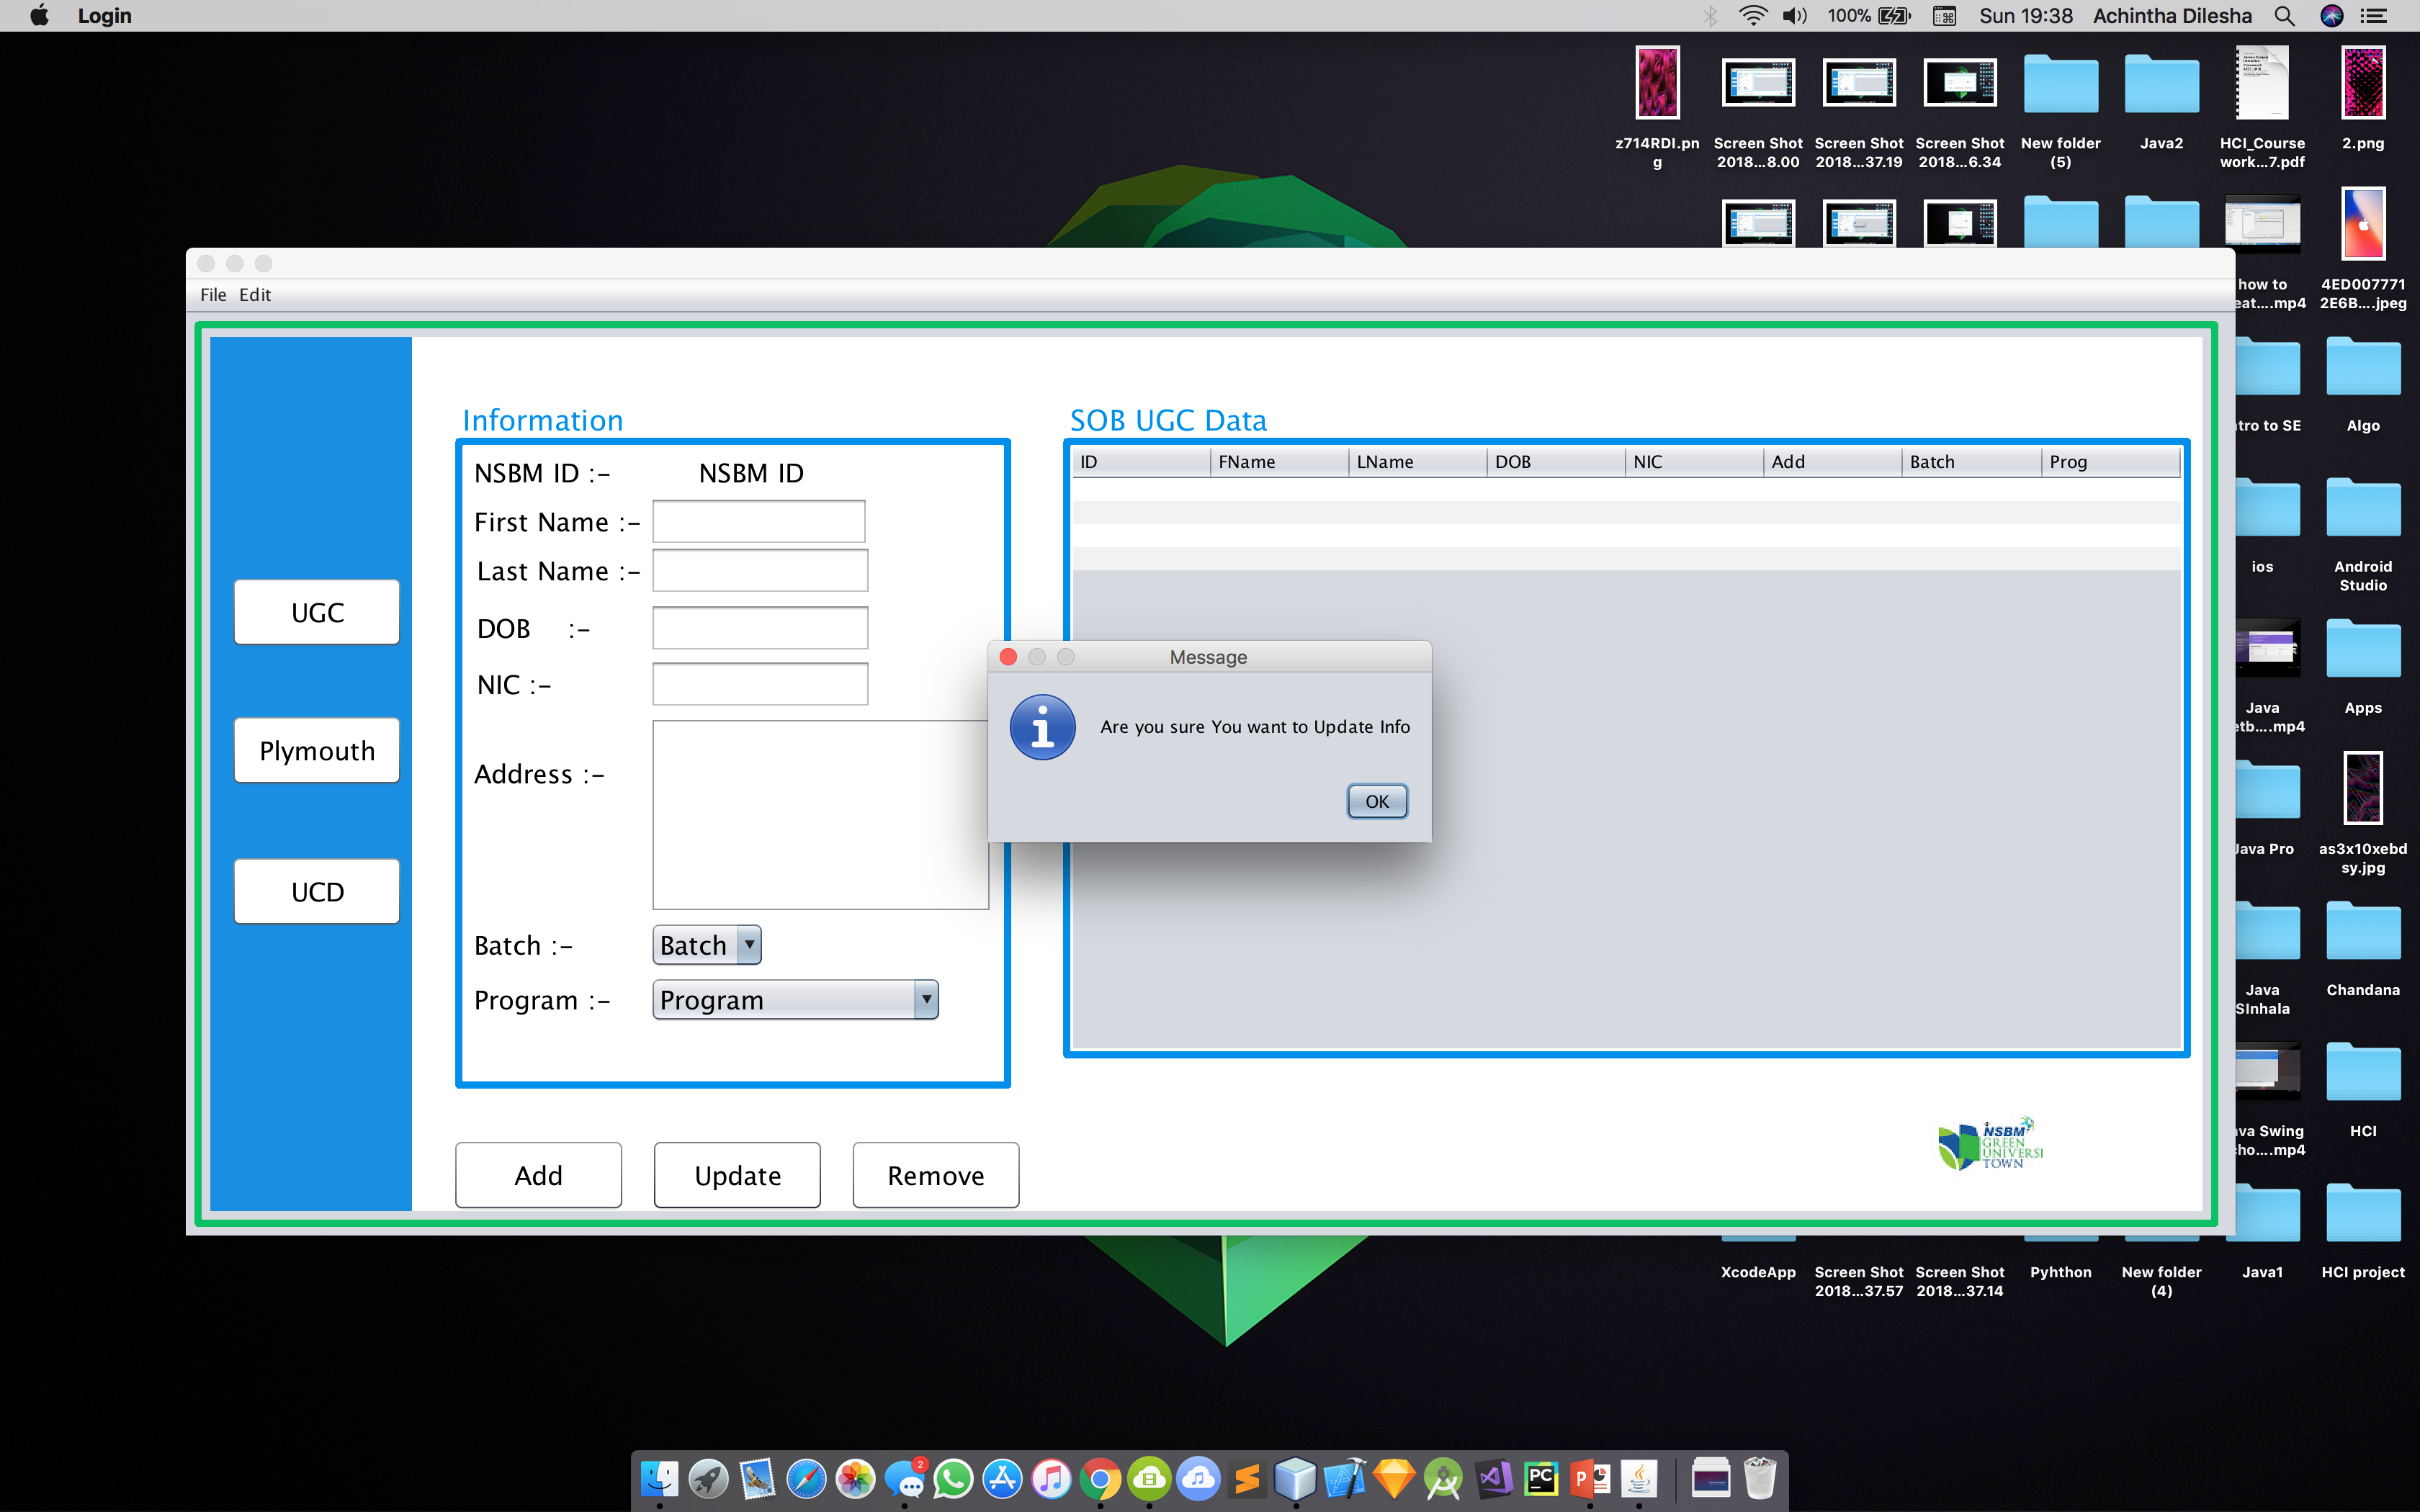 Login
100%
Sun 19:38
Achintha Dilesha
z714RDI.pn
g
Screen Shot
2018...8.00
Screen Shot
2018...37.19
Screen Shot
2018...6.34
New folder
(5)
Java2
HCI_Course
work...7.pdf
2.png
how to
eat....mp4
4ED007771
2E6B....jpeg
File Edit
Information
SOB UGC Data
NSBM ID :-
NSBM ID
ID
FName
LName
DOB
NIC
Add
Batch
Prog
First Name :-
Last Name :-
DOB :-
NIC :-
Address :-
Batch :-
Batch
Program :-
Program
UGC
Plymouth
UCD
Message
Are you sure You want to Update Info
OK
Add
Update
Remove
NSBM
GREEN
UNIVERSI
TOWN
tro to SE
Algo
ios
Android
Studio
Java
etb....mp4
Apps
Java Pro
as3x10xebd
sy.jpg
Java
SInhala
Chandana
va Swing
ho....mp4
HCI
XcodeApp
Screen Shot
2018...37.57
Screen Shot
2018...37.14
Pyhthon
New folder
(4)
Java1
HCI project
2
PC
P